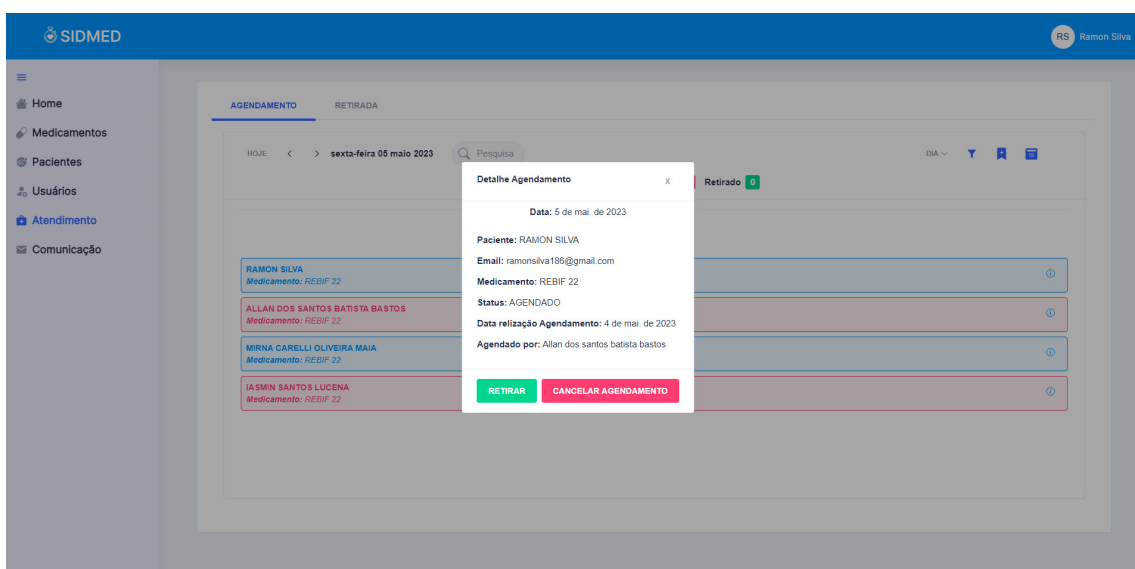 SIDMED
RS Ramon Silva
Home
Medicamentos
Pacientes
Usuários
Atendimento
Comunicação
AGENDAMENTO RETIRADA
HOJE < > sexta-feira 05 maio 2023 Pesquisa DIA
Retirado 0
RAMON SILVA
Medicamento: REBIF 22
ALLAN DOS SANTOS BATISTA BASTOS
Medicamento: REBIF 22
MIRNA CARELLI OLIVEIRA MAIA
Medicamento: REBIF 22
IASMIN SANTOS LUCENA
Medicamento: REBIF 22
Detalhe Agendamento x
Data: 5 de mai. de 2023
Paciente: RAMON SILVA
Email: ramonsilva186@gmail.com
Medicamento: REBIF 22
Status: AGENDADO
Data relização Agendamento: 4 de mai. de 2023
Agendado por: Allan dos santos batista bastos
RETIRAR CANCELAR AGENDAMENTO